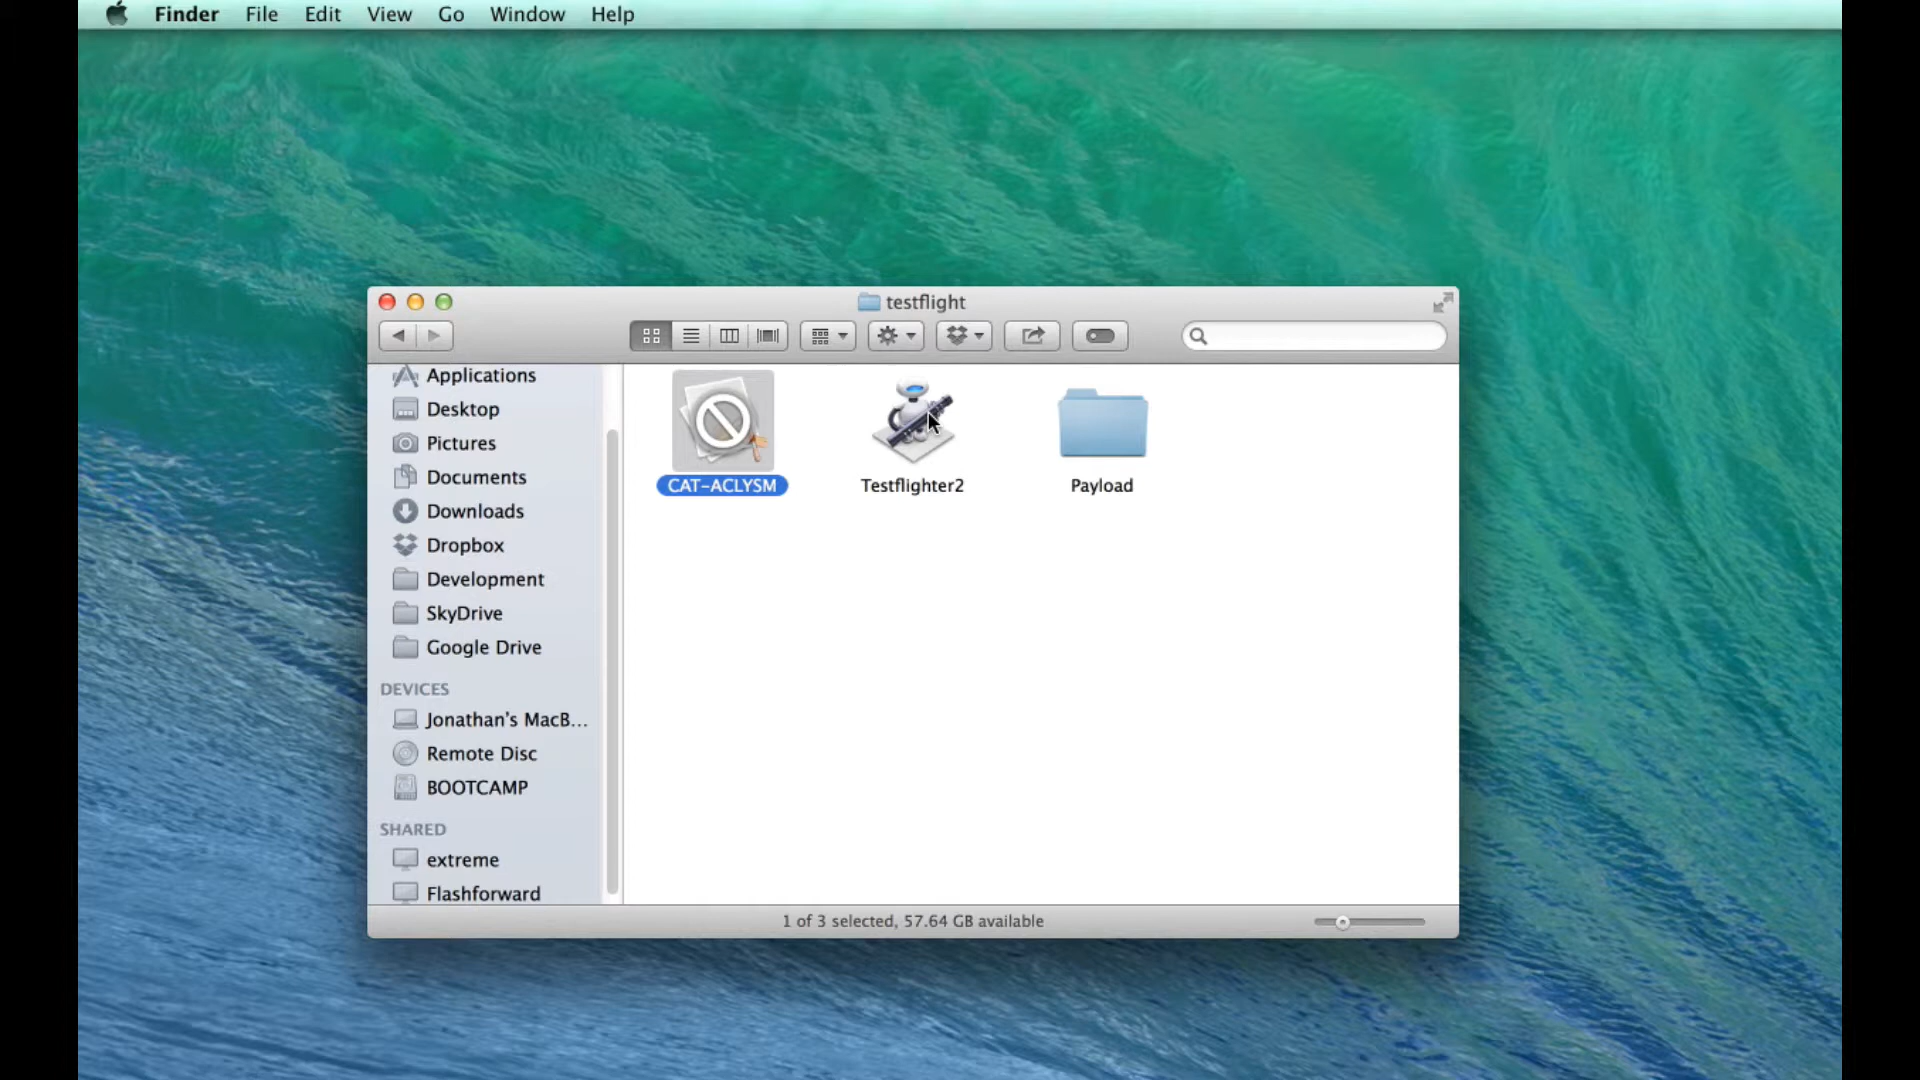 Finder File Edit View Go Window Help
testflight
Applications
Desktop
Pictures
Documents
Downloads
Dropbox
Development
SkyDrive
Google Drive
DEVICES
Jonathan's MacB...
Remote Disc
BOOTCAMP
SHARED
extreme
Flashforward
CAT-ACLYSM
Testflighter2
Payload
1 of 3 selected, 57.64 GB available